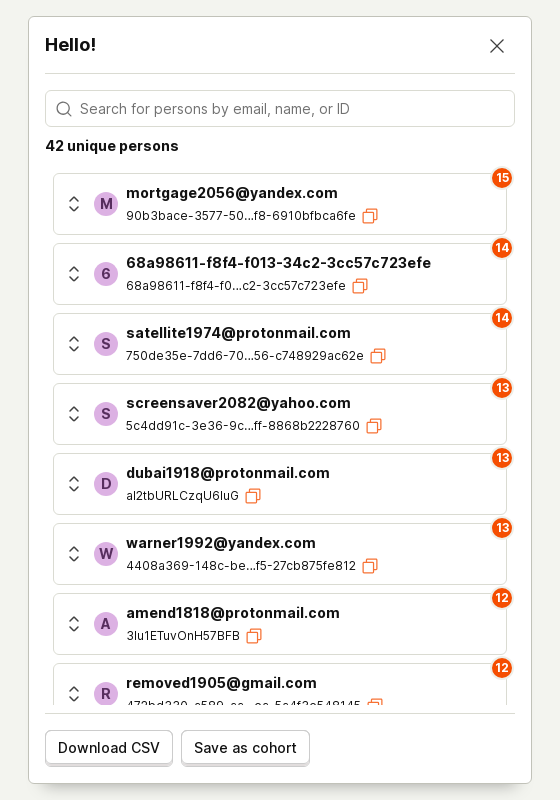 Hello!
Search for persons by email, name, or ID
42 unique persons
15
M
mortgage2056@yandex.com
90b3bace-3577-50...f8-6910bfbca6fe
14
6
68a98611-f8f4-f013-34c2-3cc57c723efe
68a98611-f8f4-f0...c2-3cc57c723efe
14
S
satellite1974@protonmail.com
750de35e-7dd6-70...56-c748929ac62e
13
S
screensaver2082@yahoo.com
5c4dd91c-3e36-9c...ff-8868b2228760
13
D
dubai1918@protonmail.com
al2tbURLCzqU6IuG
13
W
warner1992@yandex.com
4408a369-148c-be...f5-27cb875fe812
12
A
amend1818@protonmail.com
3Iu1ETuvOnH57BFB
12
R
removed1905@gmail.com
Download CSV
Save as cohort